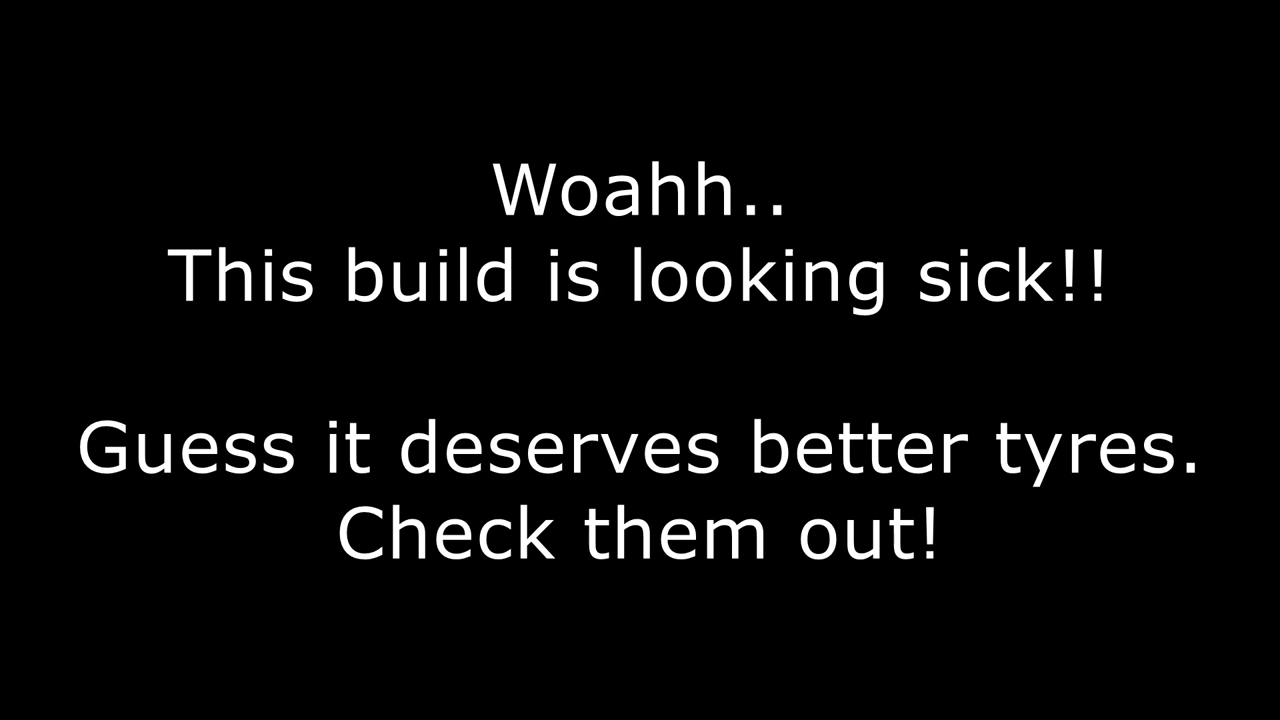 Woahh..
This build is looking sick!!
Guess it deserves better tyres.
Check them out!